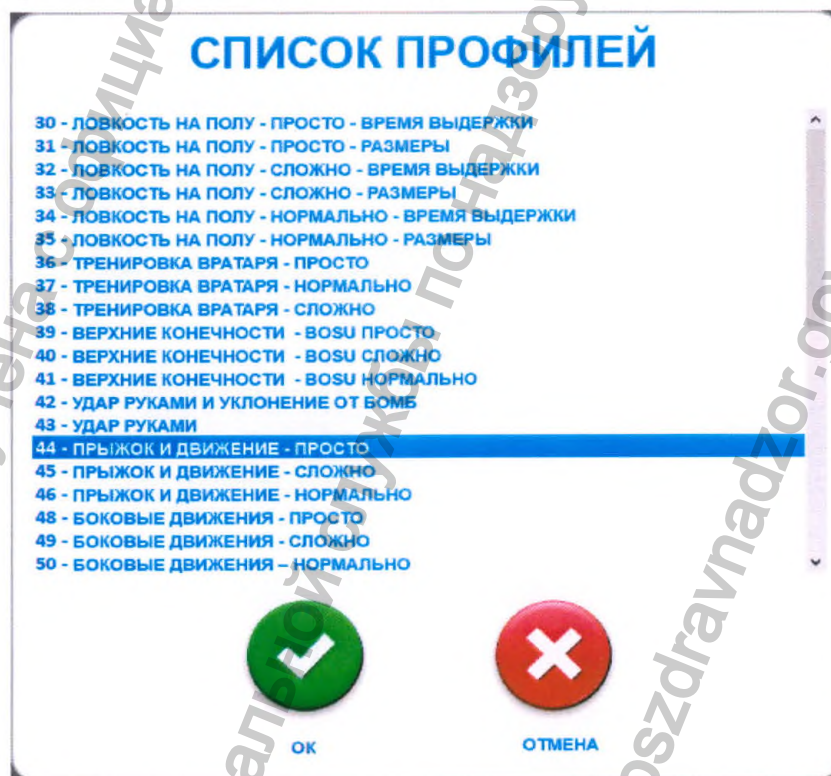 СПИСОК ПРОФИЛЕЙ
30 - ЛОВКОСТЬ НА ПОЛУ - ПРОСТО - ВРЕМЯ ВЫДЕРЖКИ
31 - ЛОВКОСТЬ НА ПОЛУ - ПРОСТО - РАЗМЕРЫ
32 - ЛОВКОСТЬ НА ПОЛУ - СЛОЖНО - ВРЕМЯ ВЫДЕРЖКИ
33 - ЛОВКОСТЬ НА ПОЛУ - СЛОЖНО - РАЗМЕРЫ
34 - ЛОВКОСТЬ НА ПОЛУ - НОРМАЛЬНО - ВРЕМЯ ВЫДЕРЖКИ
35 - ЛОВКОСТЬ НА ПОЛУ - НОРМАЛЬНО - РАЗМЕРЫ
36 - ТРЕНИРОВКА ВРАТАРЯ - ПРОСТО
37 - ТРЕНИРОВКА ВРАТАРЯ - НОРМАЛЬНО
38 - ТРЕНИРОВКА ВРАТАРЯ - СЛОЖНО
39 - ВЕРХНИЕ КОНЕЧНОСТИ - BOSU ПРОСТО
40 - ВЕРХНИЕ КОНЕЧНОСТИ - BOSU СЛОЖНО
41 - ВЕРХНИЕ КОНЕЧНОСТИ - BOSU НОРМАЛЬНО
42 - УДАР РУКАМИ И УКЛОНЕНИЕ ОТ БОМБ
43 - УДАР РУКАМИ
44 - ПРЫЖОК И ДВИЖЕНИЕ - ПРОСТО
45 - ПРЫЖОК И ДВИЖЕНИЕ - СЛОЖНО
46 - ПРЫЖОК И ДВИЖЕНИЕ - НОРМАЛЬНО
48 - БОКОВЫЕ ДВИЖЕНИЯ - ПРОСТО
49 - БОКОВЫЕ ДВИЖЕНИЯ - СЛОЖНО
50 - БОКОВЫЕ ДВИЖЕНИЯ – НОРМАЛЬНО
ОК
ОТМЕНА
службы по надзору